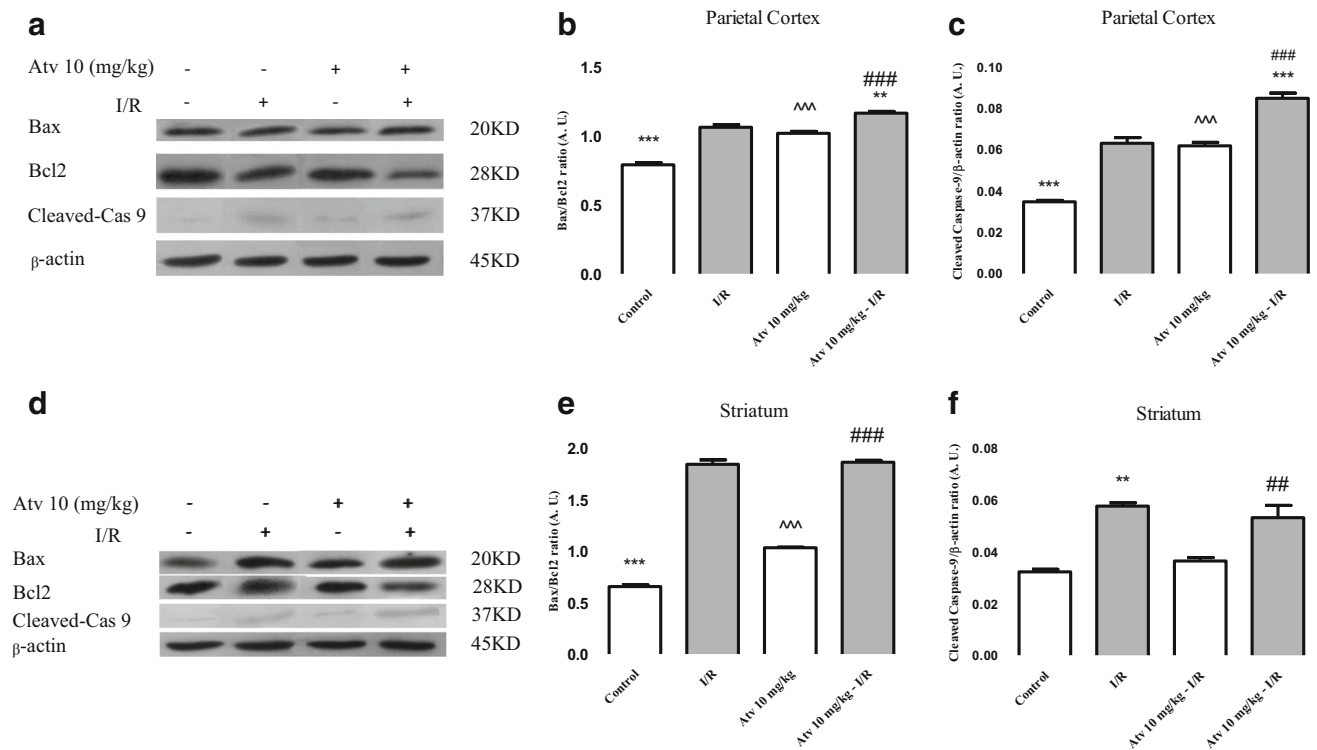 a
Atv 10 (mg/kg) - - + +
I/R - + - +
Bax 20KD
Bcl2 28KD
Cleaved-Cas 9 37KD
β-actin 45KD
b
Parietal Cortex
Bax/Bcl2 ratio (A. U.)
1.5
1.0
0.5
0.0
***
^^^
###
**
Control
I/R
Atv 10 mg/kg
Atv 10 mg/kg - I/R
c
Parietal Cortex
Cleaved Caspase-9/β-actin ratio (A. U.)
0.10
0.08
0.06
0.04
0.02
0.00
***
^^^
###
***
Control
I/R
Atv 10 mg/kg
Atv 10 mg/kg - I/R
d
Atv 10 (mg/kg) - - + +
I/R - + - +
Bax 20KD
Bcl2 28KD
Cleaved-Cas 9 37KD
β-actin 45KD
e
Striatum
Bax/Bcl2 ratio (A. U.)
2.0
1.5
1.0
0.5
0.0
***
^^^
###
Control
I/R
Atv 10 mg/kg
Atv 10 mg/kg - I/R
f
Striatum
Cleaved Caspase-9/β-actin ratio (A. U.)
0.08
0.06
0.04
0.02
0.00
**
##
Control
I/R
Atv 10 mg/kg - I/R
Atv 10 mg/kg - I/R